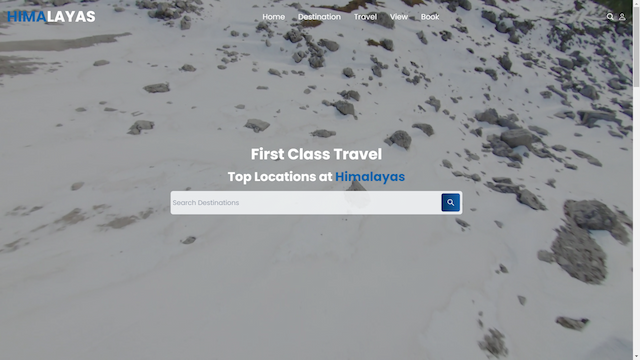 HIMALAYAS
Home Destination Travel View Book
First Class Travel
Top Locations at Himalayas
Search Destinations